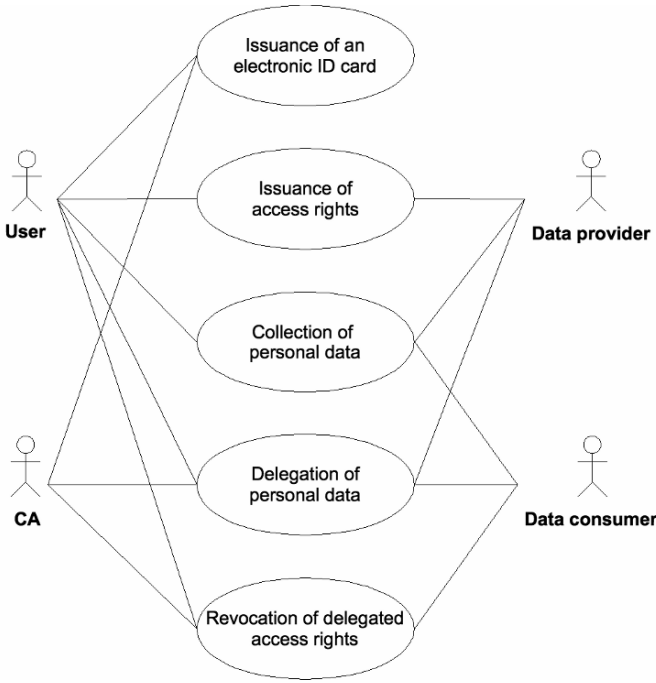 Issuance of an
electronic ID card
User
Issuance of
access rights
Data provider
Collection of
personal data
CA
Delegation of
personal data
Data consumer
Revocation of delegated
access rights